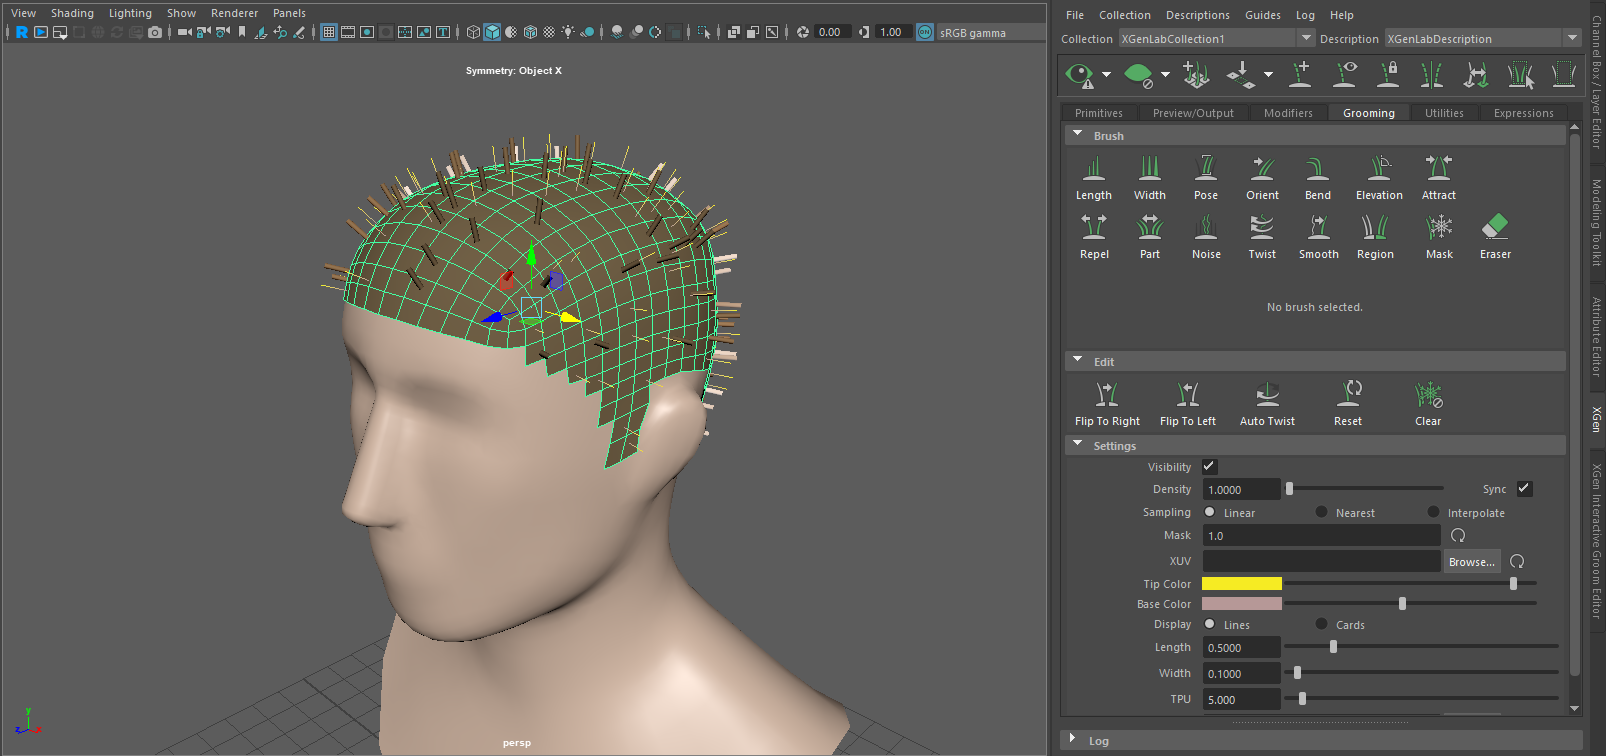 View Shading Lighting Show Renderer Panels
0.00 1.00 ON sRGB gamma
Symmetry: Object X
persp
y
z x
File Collection Descriptions Guides Log Help
Collection XGenLabCollection1 Description XGenLabDescription
Primitives Preview/Output Modifiers Grooming Utilities Expressions
Brush
Length Width Pose Orient Bend Elevation Attract
Repel Part Noise Twist Smooth Region Mask Eraser
No brush selected.
Edit
Flip To Right Flip To Left Auto Twist Reset Clear
Settings
Visibility
Density 1.0000 Sync
Sampling Linear Nearest Interpolate
Mask 1.0
XUV Browse...
Tip Color
Base Color
Display Lines Cards
Length 0.5000
Width 0.1000
TPU 5.000
Log
Channel Box / Layer Editor
Modeling Toolkit
Attribute Editor
XGen
XGen Interactive Groom Editor